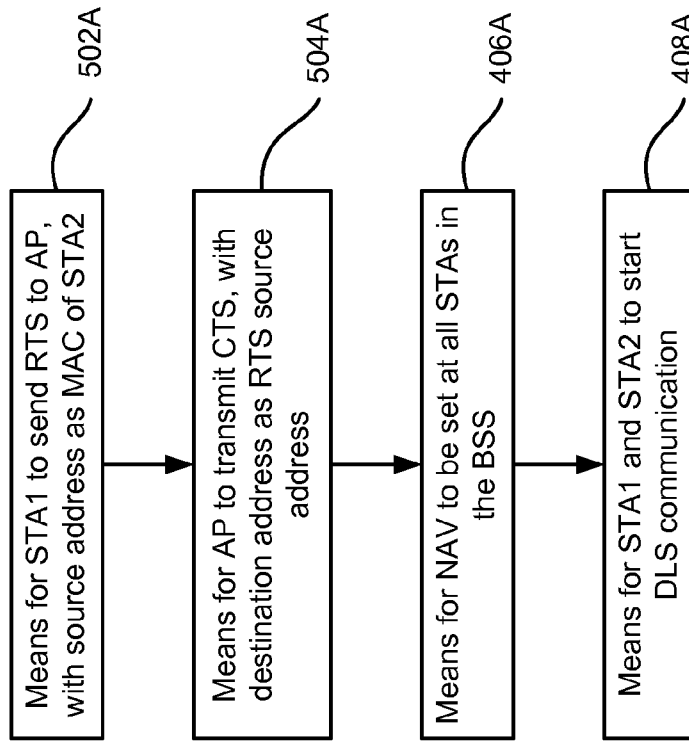 Means for STA1 to send RTS to AP,
with source address as MAC of STA2
502A
Means for AP to transmit CTS, with
destination address as RTS source
address
504A
Means for NAV to be set at all STAs in
the BSS
406A
Means for STA1 and STA2 to start
DLS communication
408A